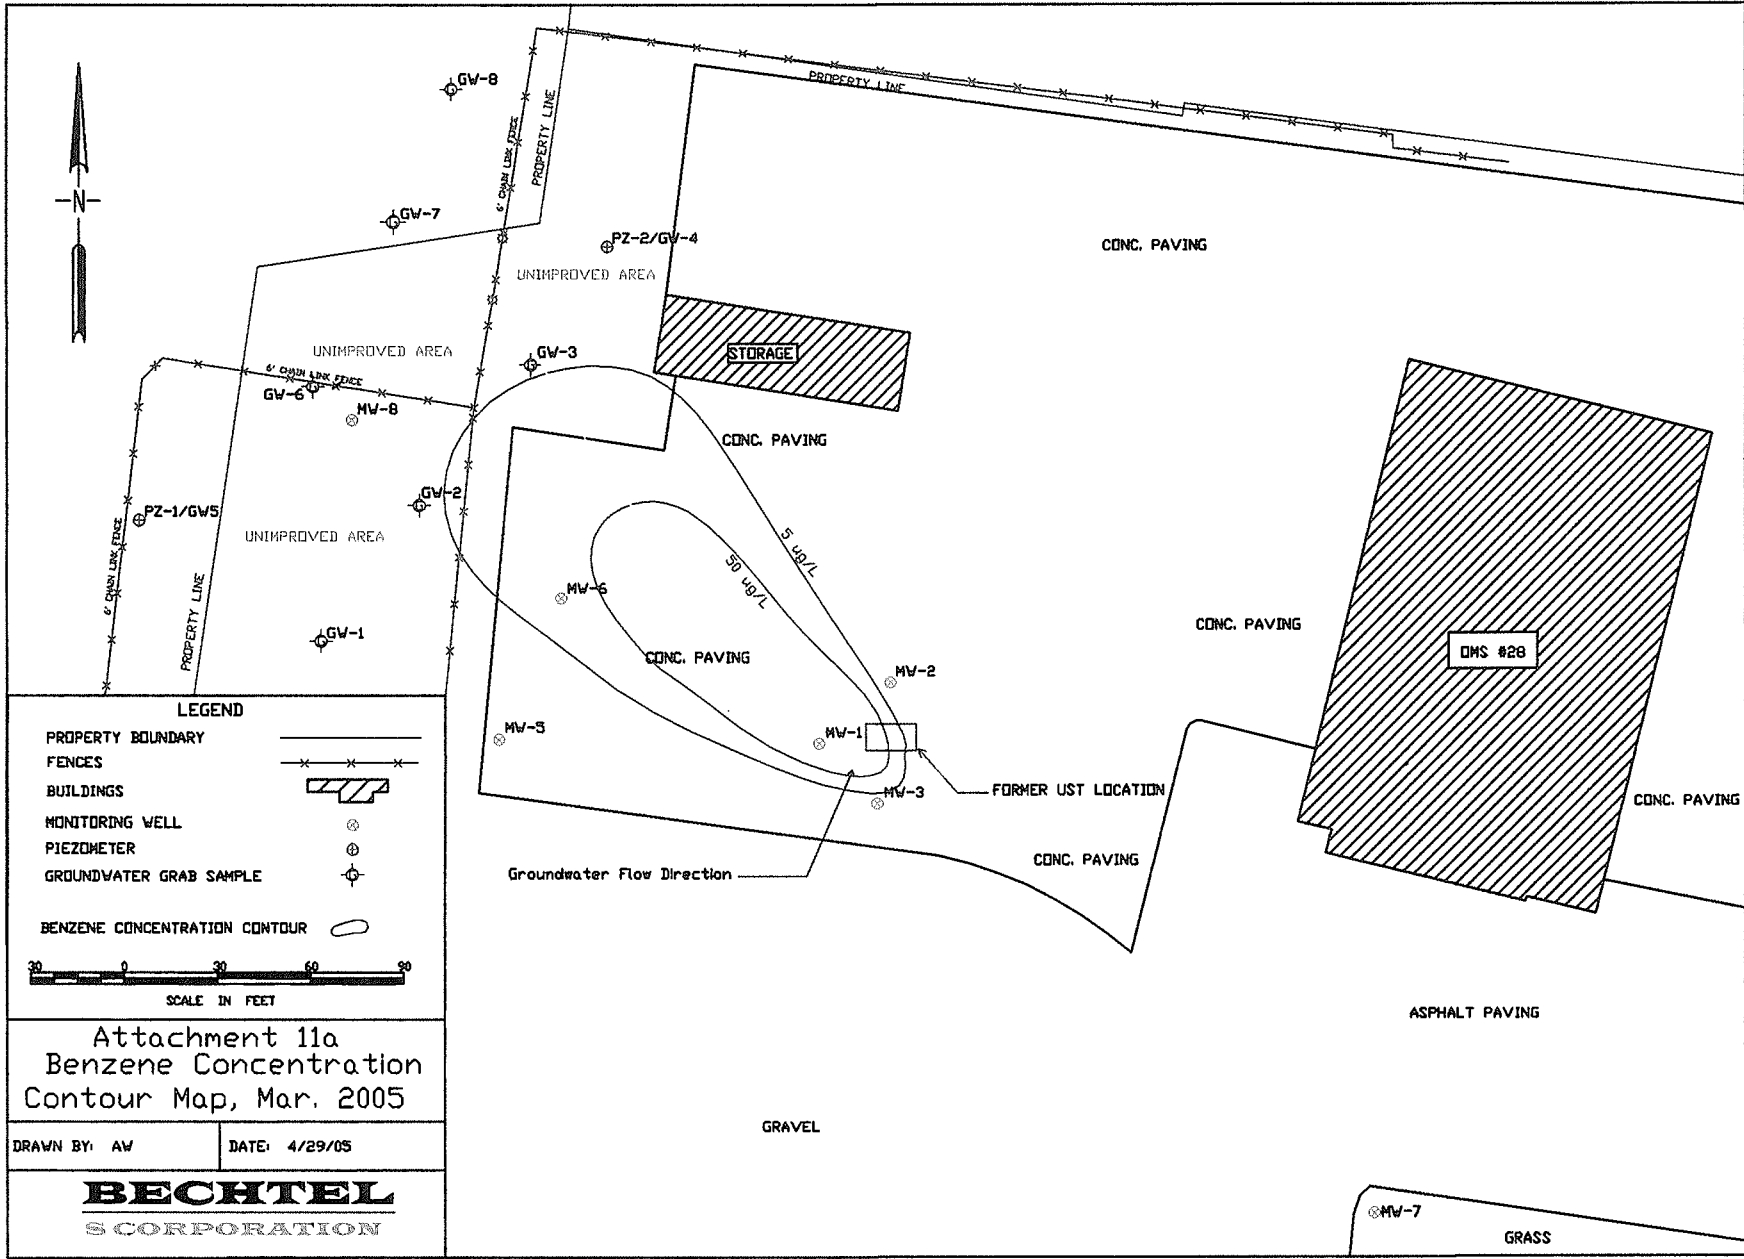 GW-8
PROPERTY LINE
6' CHAIN LINK FENCE
PROPERTY LINE
-N-
GW-7
PZ-2/GW-4
CONC. PAVING
UNIMPROVED AREA
UNIMPROVED AREA
GW-3
STORAGE
6' CHAIN LINK FENCE
GW-6
MW-8
CONC. PAVING
GW-2
PZ-1/GW5
UNIMPROVED AREA
5 ug/L
50 ug/L
6' CHAIN LINK FENCE
PROPERTY LINE
MW-6
GW-1
CONC. PAVING
CONC. PAVING
OMS #28
MW-2
MW-5
MW-1
MW-3
FORMER UST LOCATION
CONC. PAVING
CONC. PAVING
Groundwater Flow Direction
LEGEND
PROPERTY BOUNDARY
FENCES
BUILDINGS
MONITORING WELL
PIEZOMETER
GROUNDWATER GRAB SAMPLE
BENZENE CONCENTRATION CONTOUR
30 0 30 60 90
SCALE IN FEET
ASPHALT PAVING
Attachment 11a
Benzene Concentration
Contour Map, Mar. 2005
GRAVEL
DRAWN BY: AW
DATE: 4/29/05
BECHTEL
S CORPORATION
MW-7
GRASS